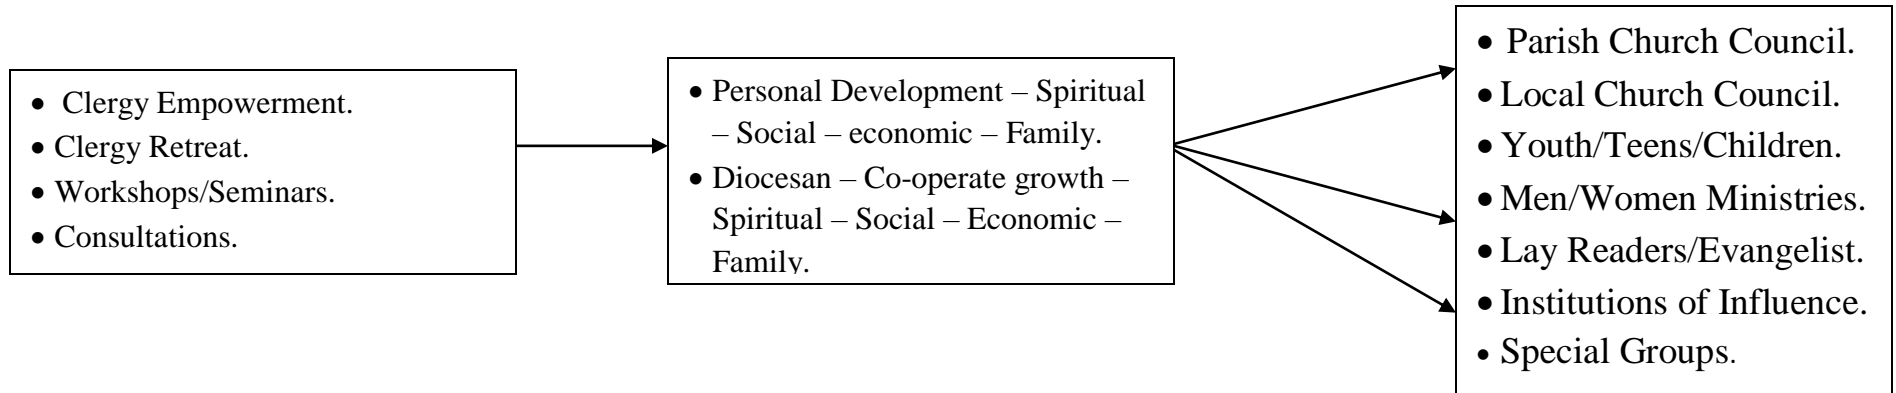 • Clergy Empowerment.
• Clergy Retreat.
• Workshops/Seminars.
• Consultations.
• Personal Development – Spiritual
– Social – economic – Family.
• Diocesan – Co-operate growth –
Spiritual – Social – Economic –
Family.
• Parish Church Council.
• Local Church Council.
• Youth/Teens/Children.
• Men/Women Ministries.
• Lay Readers/Evangelist.
• Institutions of Influence.
• Special Groups.